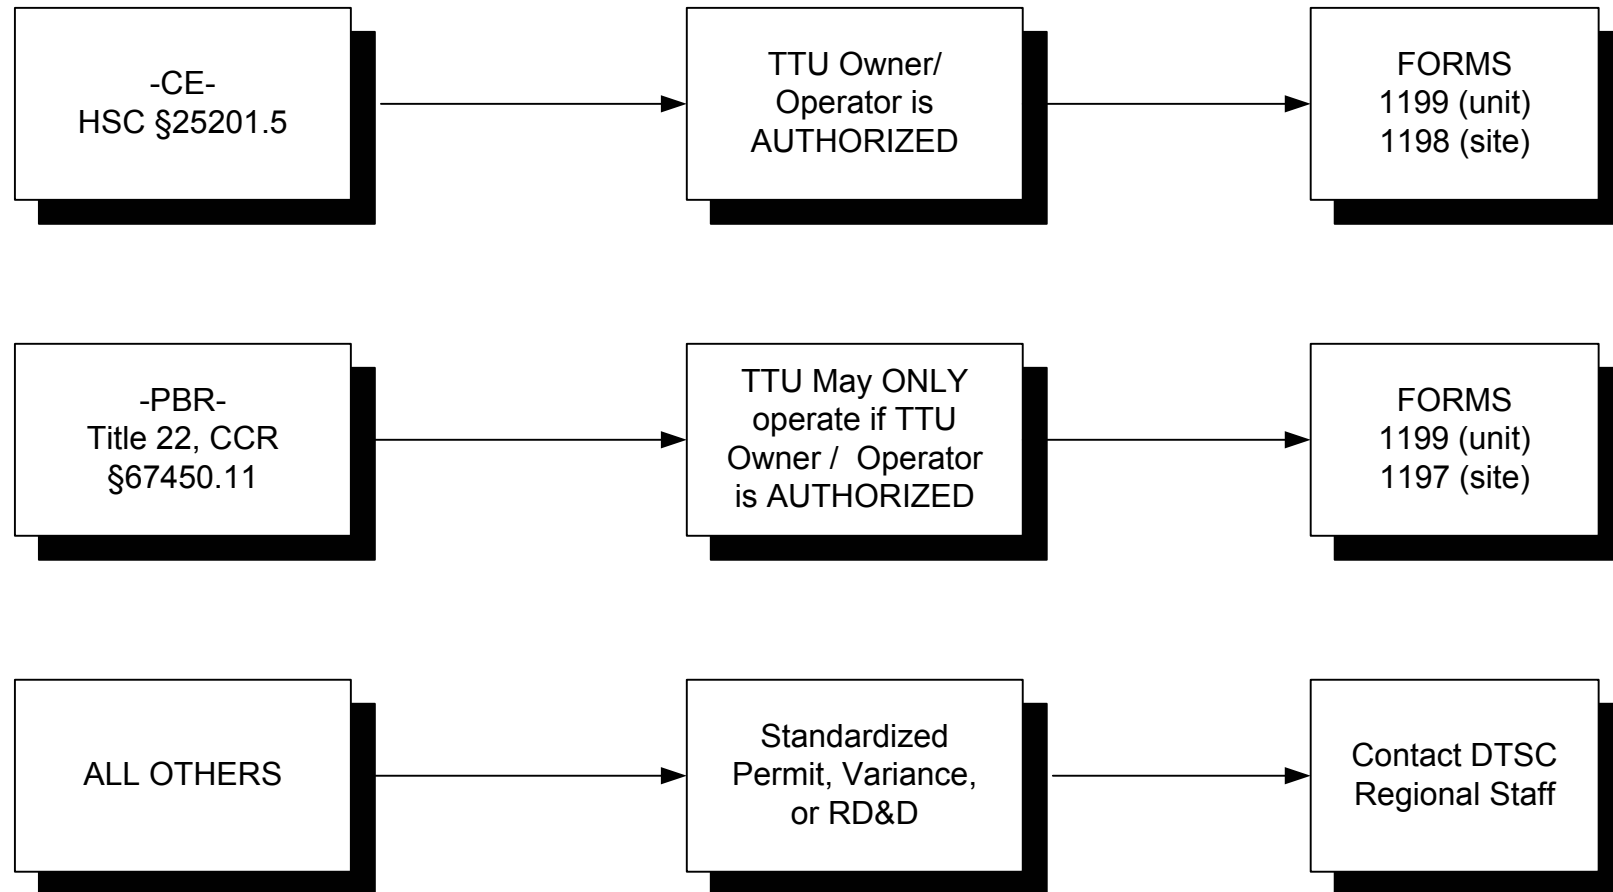 -CE-
HSC §25201.5
TTU Owner/
Operator is
AUTHORIZED
FORMS
1199 (unit)
1198 (site)
-PBR-
Title 22, CCR
§67450.11
TTU May ONLY
operate if TTU
Owner / Operator
is AUTHORIZED
FORMS
1199 (unit)
1197 (site)
ALL OTHERS
Standardized
Permit, Variance,
or RD&D
Contact DTSC
Regional Staff